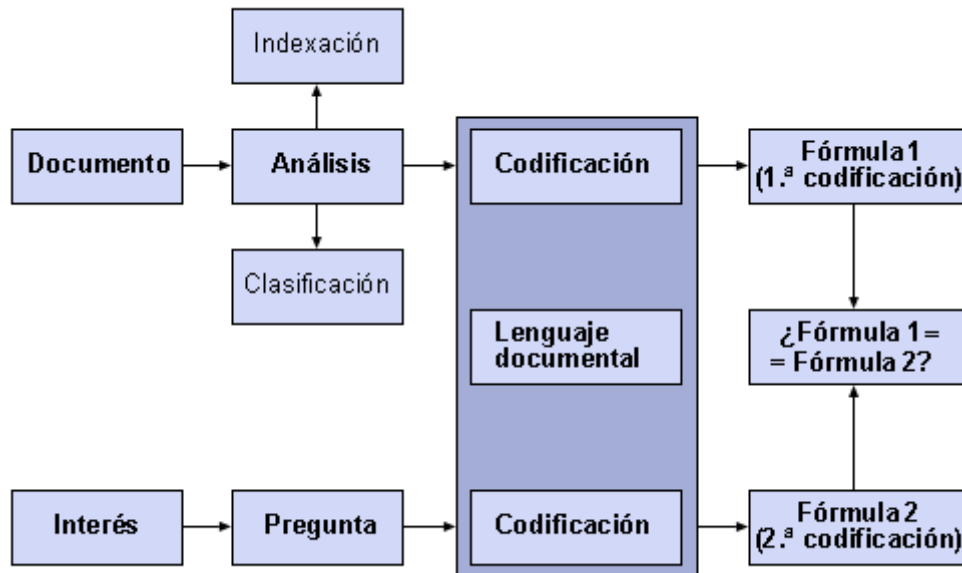 Indexación
Documento
Análisis
Codificación
Fórmula 1
(1.ª codificación)
Clasificación
Lenguaje
documental
¿Fórmula 1 =
= Fórmula 2?
Interés
Pregunta
Codificación
Fórmula 2
(2.ª codificación)